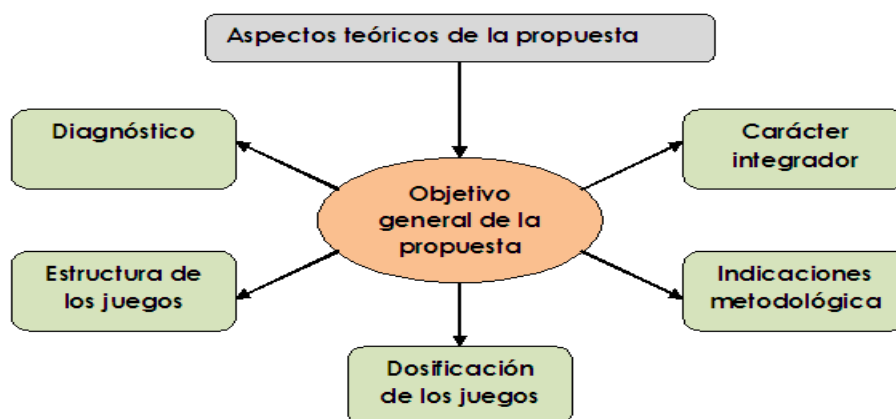 Aspectos teóricos de la propuesta
Diagnóstico
Carácter
integrador
Objetivo
general de la
propuesta
Estructura de
los juegos
Indicaciones
metodológica
Dosificación
de los juegos